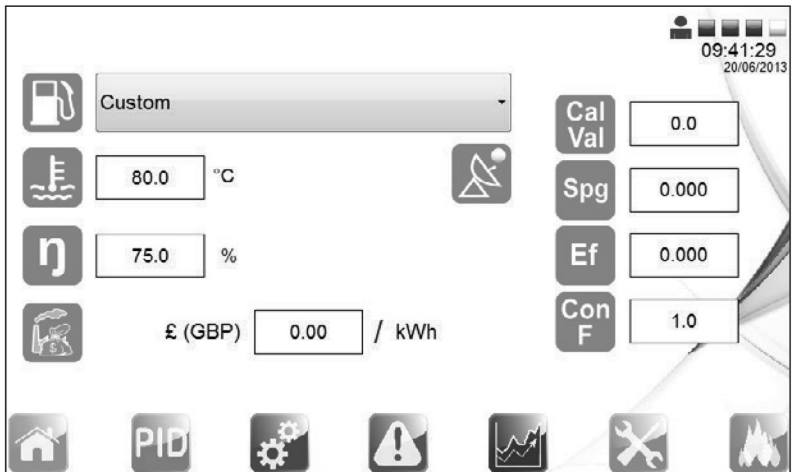 09:41:29
20/06/2013
Custom
Cal Val 0.0
80.0 °C
Spg 0.000
ŋ 75.0 %
Ef 0.000
£ (GBP) 0.00 / kWh
Con F 1.0
$
PID